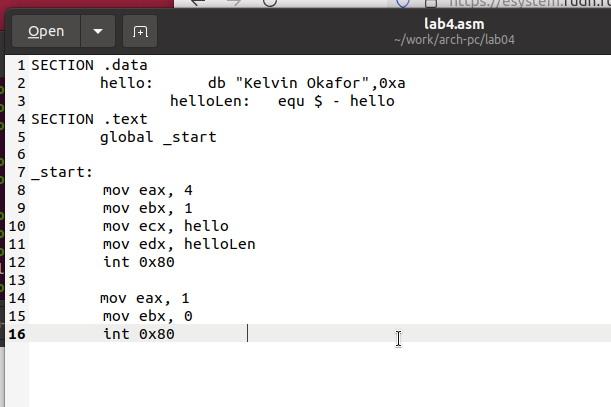 https://esystem.rudn.ru
Open
lab4.asm
~/work/arch-pc/lab04
1 SECTION .data
2 hello: db "Kelvin Okafor",0xa
3 helloLen: equ $ - hello
4 SECTION .text
5 global _start
6
7 _start:
8 mov eax, 4
9 mov ebx, 1
10 mov ecx, hello
11 mov edx, helloLen
12 int 0x80
13
14 mov eax, 1
15 mov ebx, 0
16 int 0x80